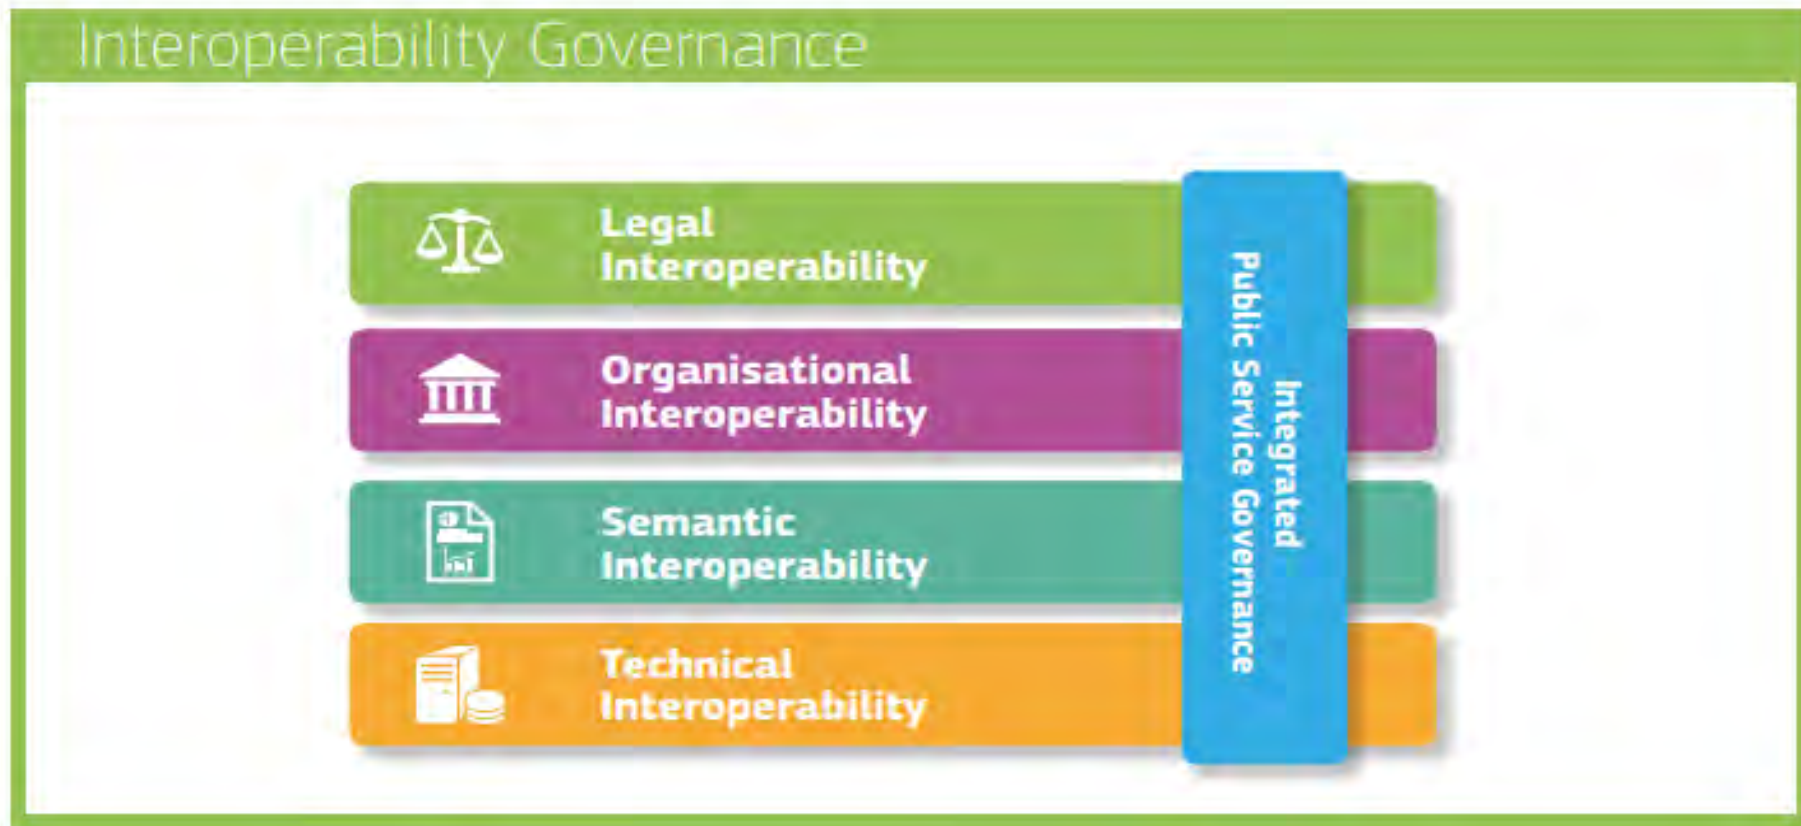 Interoperability Governance
Legal
Interoperability
Organisational
Interoperability
Semantic
Interoperability
Technical
Interoperability
Integrated
Public Service Governance